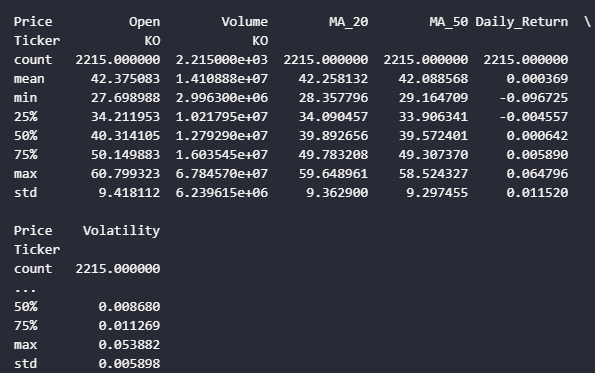 Price Open Volume MA_20 MA_50 Daily_Return \
Ticker KO KO
count 2215.000000 2.215000e+03 2215.000000 2215.000000 2215.000000
mean 42.375083 1.410888e+07 42.258132 42.088568 0.000369
min 27.698988 2.996300e+06 28.357796 29.164709 -0.096725
25% 34.211953 1.021795e+07 34.090457 33.906341 -0.004557
50% 40.314105 1.279290e+07 39.892656 39.572401 0.000642
75% 50.149883 1.603545e+07 49.783208 49.307370 0.005890
max 60.799323 6.784570e+07 59.648961 58.524327 0.064796
std 9.418112 6.239615e+06 9.362900 9.297455 0.011520
Price Volatility
Ticker
count 2215.000000
...
50% 0.008680
75% 0.011269
max 0.053882
std 0.005898